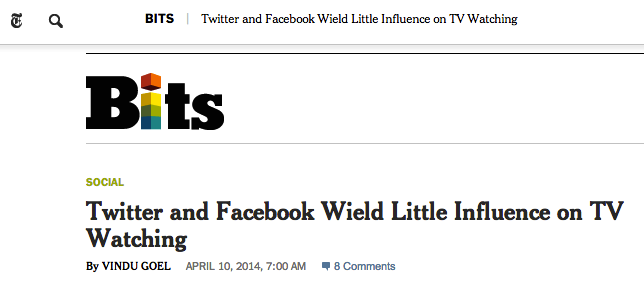 T
BITS | Twitter and Facebook Wield Little Influence on TV Watching
Bits
SOCIAL
Twitter and Facebook Wield Little Influence on TV
Watching
By VINDU GOEL APRIL 10, 2014, 7:00 AM 8 Comments